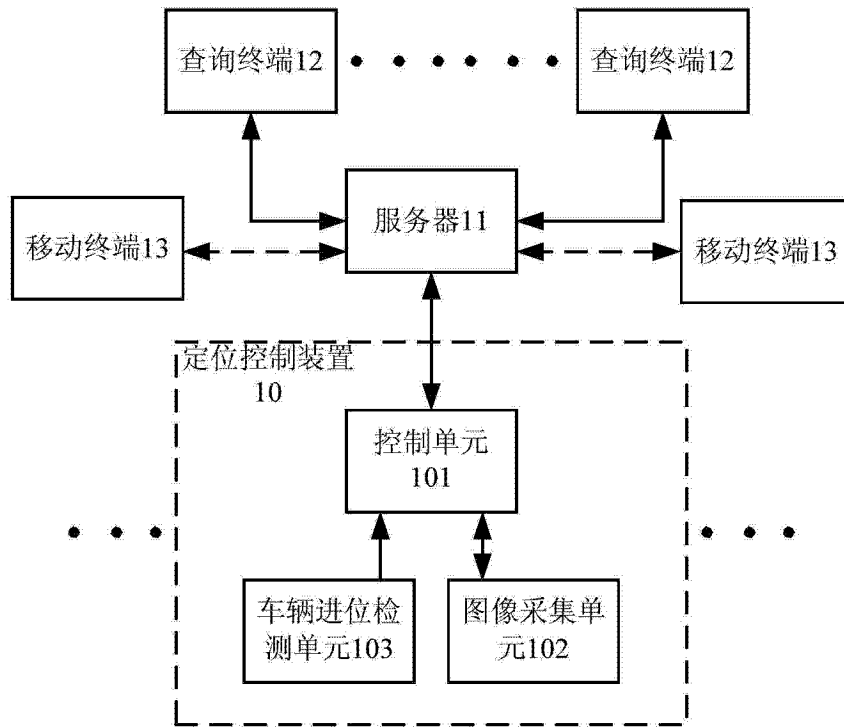 查询终端12
查询终端12
服务器11
移动终端13
移动终端13
定位控制装置
10
控制单元
101
车辆进位检
测单元103
图像采集单
元102